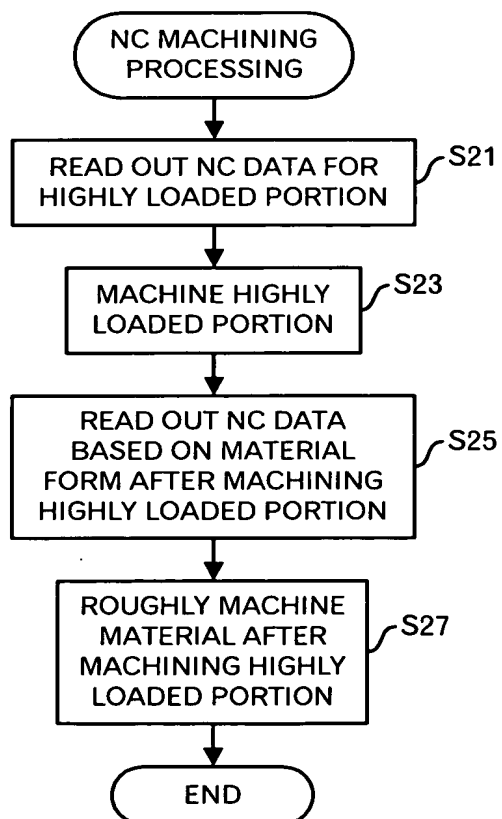 NC MACHINING
PROCESSING
READ OUT NC DATA FOR
HIGHLY LOADED PORTION
S21
MACHINE HIGHLY
LOADED PORTION
S23
READ OUT NC DATA
BASED ON MATERIAL
FORM AFTER MACHINING
HIGHLY LOADED PORTION
S25
ROUGHLY MACHINE
MATERIAL AFTER
MACHINING HIGHLY
LOADED PORTION
S27
END